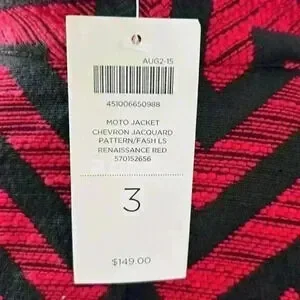 AUG2-15
451006650988
MOTO JACKET
CHEVRON JACQUARD
PATTERN/FASH LS
RENAISSANCE RED
570152656
3
$149.00